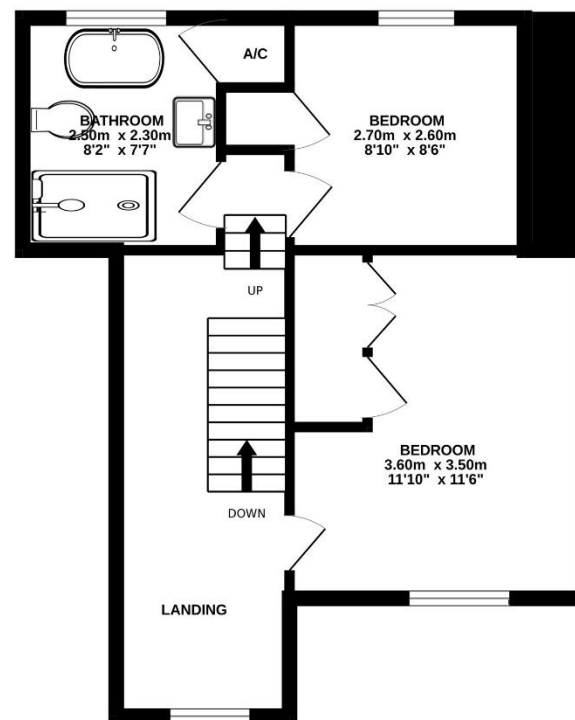 A/C
BATHROOM
2.50m x 2.30m
8'2" x 7'7"
BEDROOM
2.70m x 2.60m
8'10" x 8'6"
UP
BEDROOM
3.60m x 3.50m
11'10" x 11'6"
DOWN
LANDING